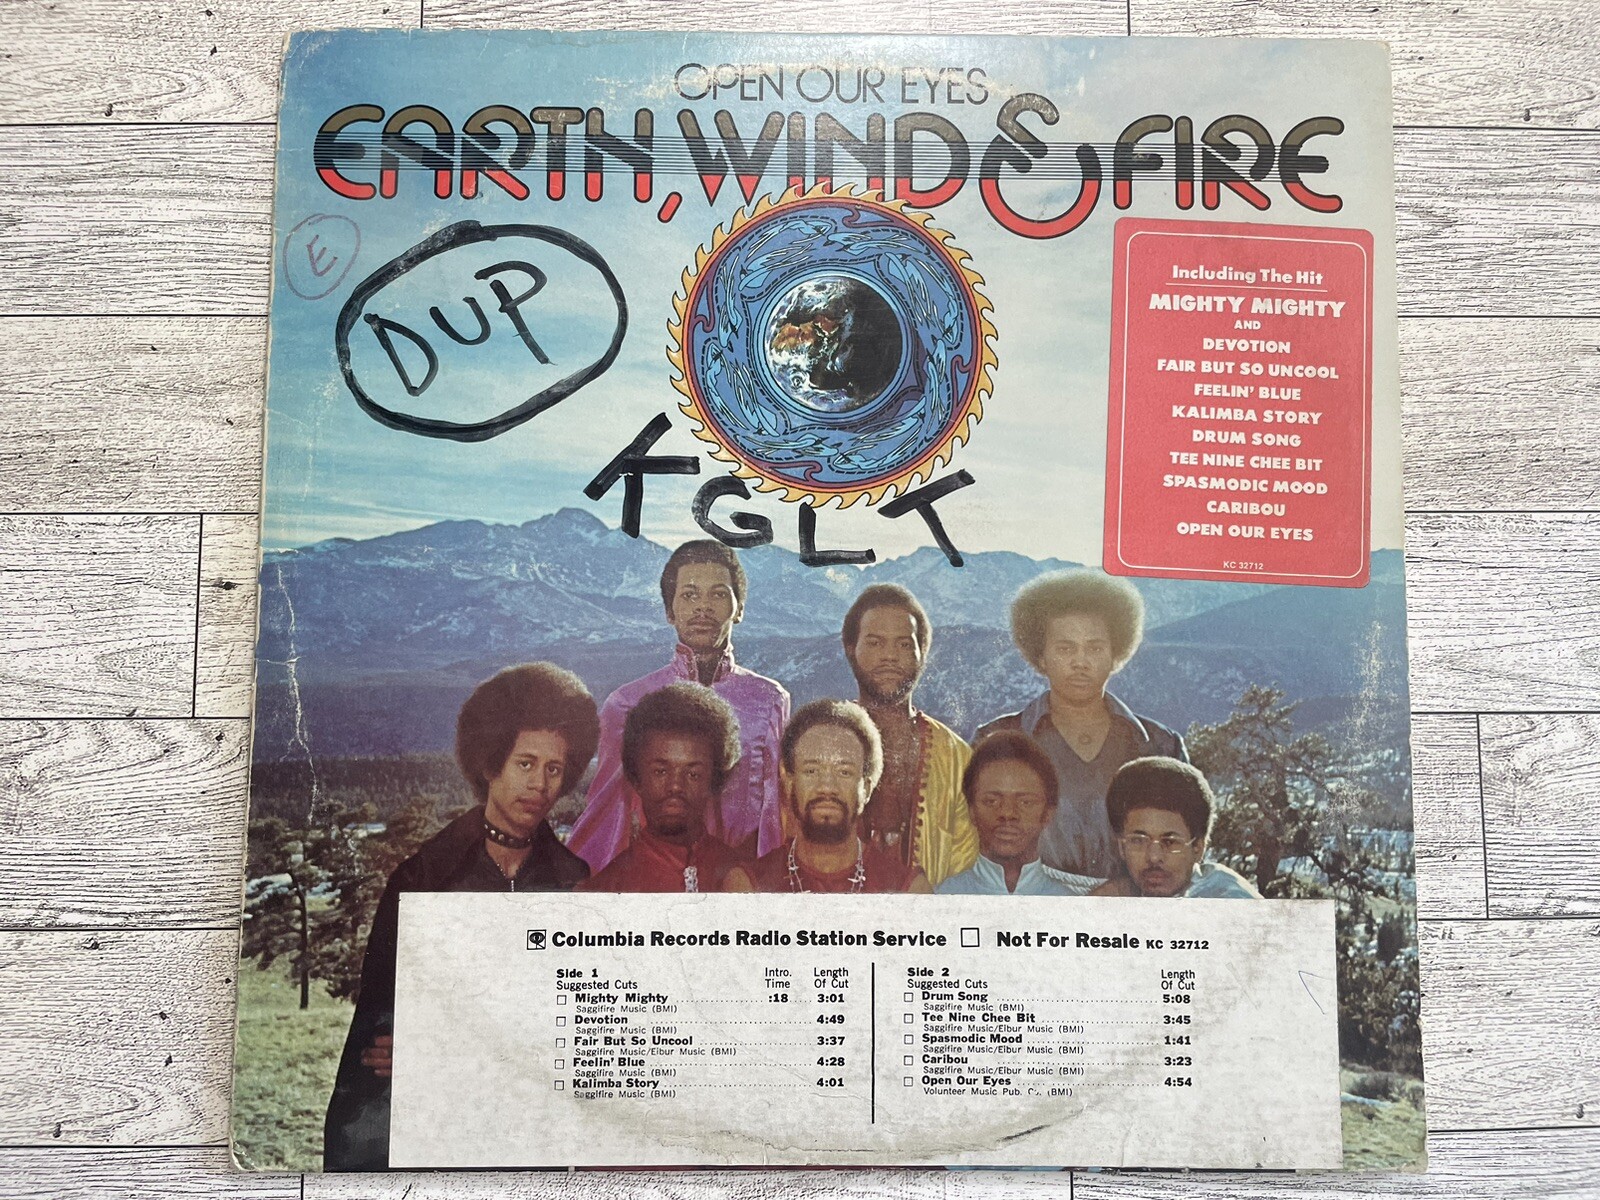 OPEN OUR EYES
EARTH, WIND & FIRE
E
DUP
KGLT
Including The Hit
MIGHTY MIGHTY
AND
DEVOTION
FAIR BUT SO UNCOOL
FEELIN' BLUE
KALIMBA STORY
DRUM SONG
TEE NINE CHEE BIT
SPASMODIC MOOD
CARIBOU
OPEN OUR EYES
KC 32712
Columbia Records Radio Station Service Not For Resale KC 32712
Side 1 Intro. Length
Suggested Cuts Time Of Cut
Mighty Mighty :18 3:01
Saggifire Music (BMI)
Devotion 4:49
Saggifire Music (BMI)
Fair But So Uncool 3:37
Saggifire Music/Eibur Music (BMI)
Feelin' Blue 4:28
Saggifire Music (BMI)
Kalimba Story 4:01
Saggifire Music (BMI)
Side 2 Length
Suggested Cuts Of Cut
Drum Song 5:08
Saggifire Music (BMI)
Tee Nine Chee Bit 3:45
Saggifire Music/Eibur Music (BMI)
Spasmodic Mood 1:41
Saggifire Music/Eibur Music (BMI)
Caribou 3:23
Saggifire Music/Eibur Music (BMI)
Open Our Eyes 4:54
Volunteer Music Pub. (BMI)